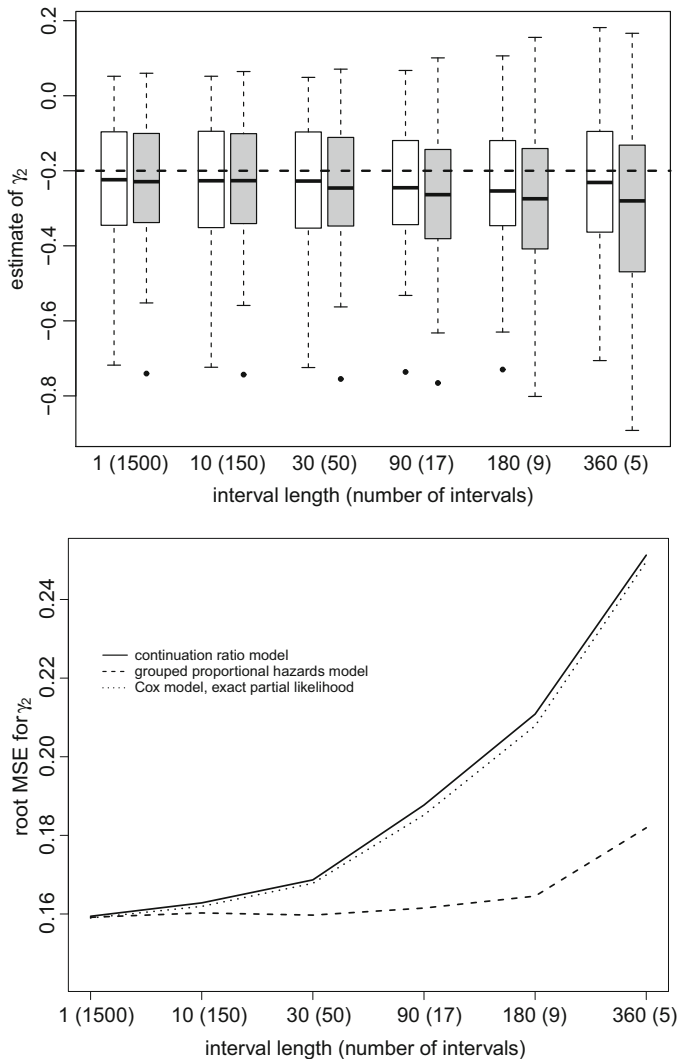 estimate of γ₂
0.2
0.0
−0.2
−0.4
−0.6
−0.8
1 (1500) 10 (150) 30 (50) 90 (17) 180 (9) 360 (5)
interval length (number of intervals)
root MSE for γ₂
0.24
0.22
0.20
0.18
0.16
continuation ratio model
grouped proportional hazards model
Cox model, exact partial likelihood
1 (1500) 10 (150) 30 (50) 90 (17) 180 (9) 360 (5)
interval length (number of intervals)